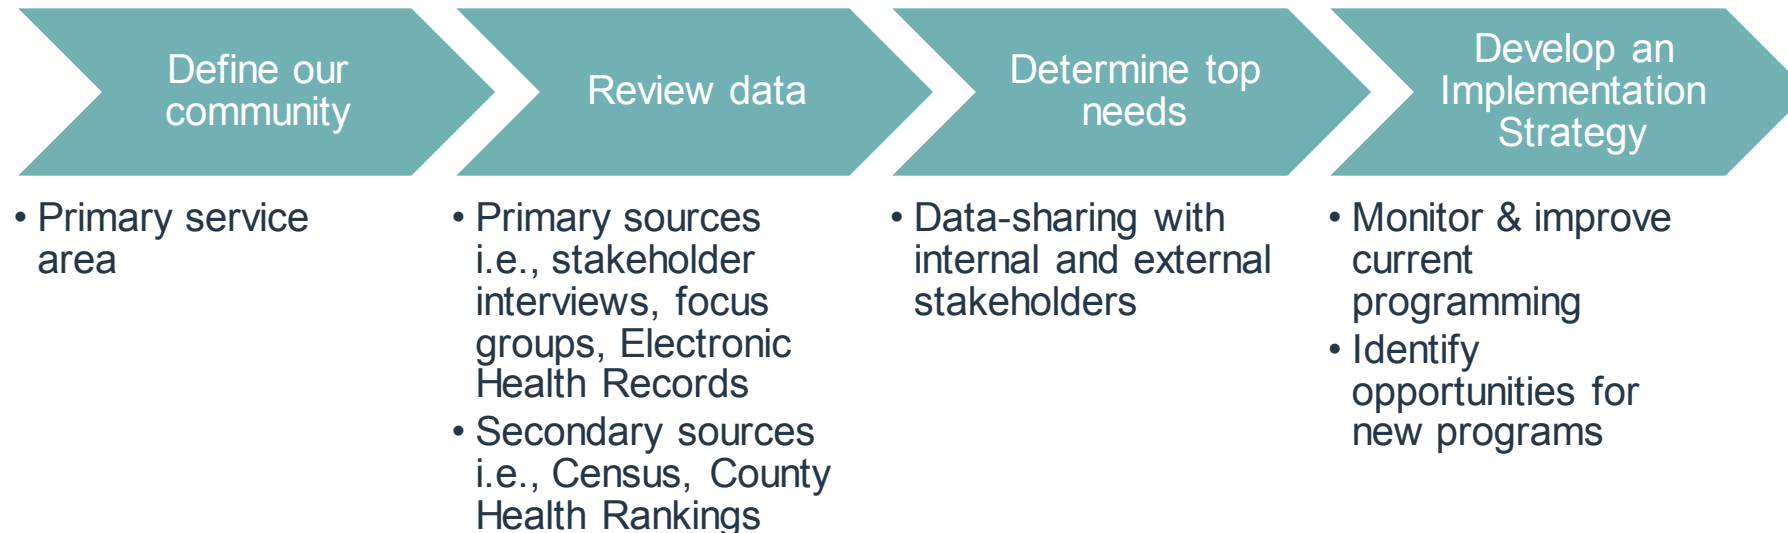 Define our
community
• Primary service
area
Review data
• Primary sources
i.e., stakeholder
interviews, focus
groups, Electronic
Health Records
• Secondary sources
i.e., Census, County
Health Rankings
Determine top
needs
• Data-sharing with
internal and external
stakeholders
Develop an
Implementation
Strategy
• Monitor & improve
current
programming
• Identify
opportunities for
new programs